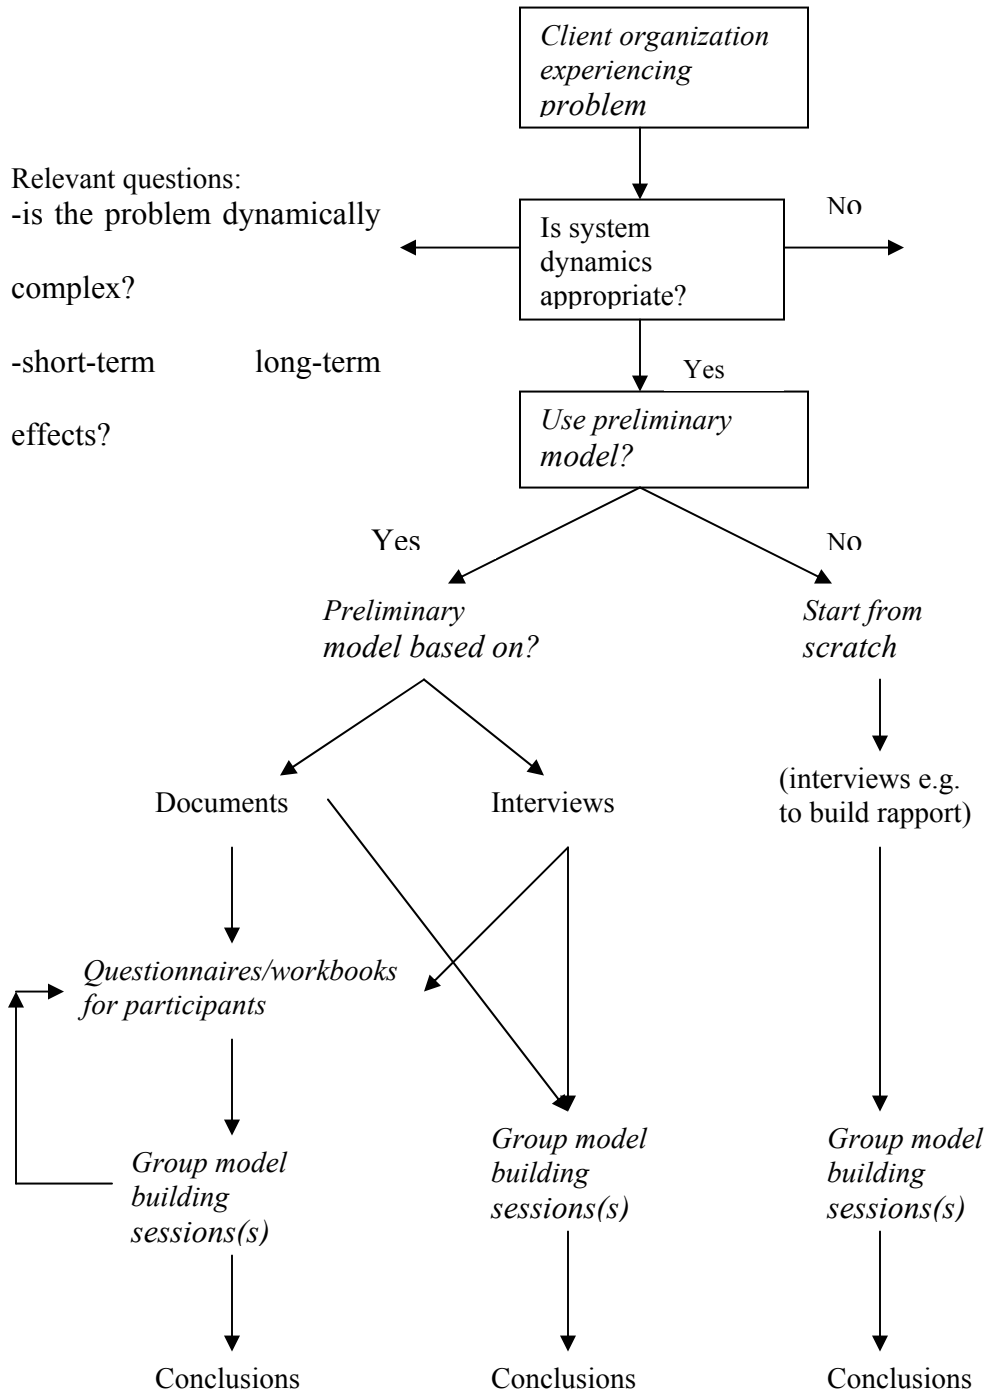 Client organization
experiencing
problem
Relevant questions:
-is the problem dynamically
complex?
-short-term long-term
effects?
Is system
dynamics
appropriate?
No
Yes
Use preliminary
model?
Yes
No
Preliminary
model based on?
Start from
scratch
Documents
Interviews
(interviews e.g.
to build rapport)
Questionnaires/workbooks
for participants
Group model
building
sessions(s)
Group model
building
sessions(s)
Group model
building
sessions(s)
Conclusions
Conclusions
Conclusions